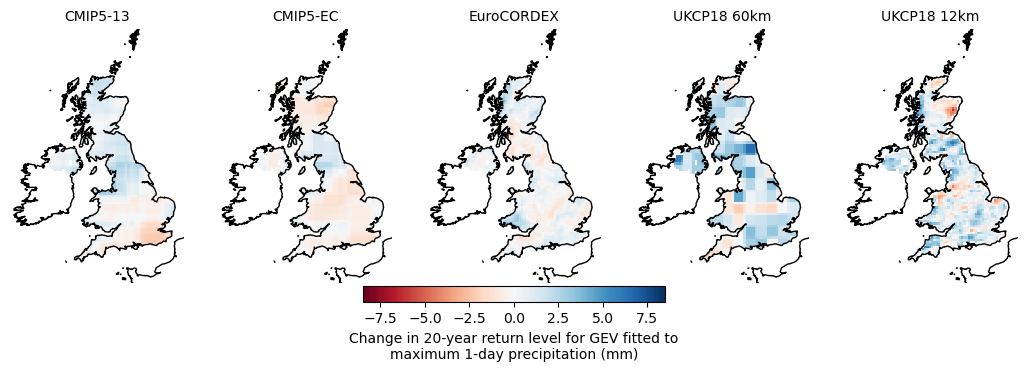 CMIP5-13 CMIP5-EC EuroCORDEX UKCP18 60km UKCP18 12km
−7.5 −5.0 −2.5 0.0 2.5 5.0 7.5
Change in 20-year return level for GEV fitted to
maximum 1-day precipitation (mm)